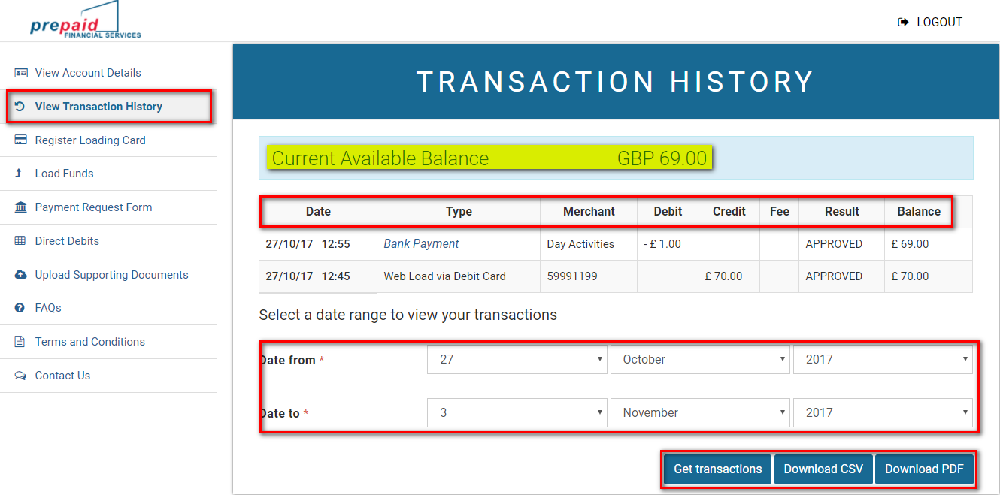 prepaid
FINANCIAL SERVICES
LOGOUT
View Account Details
View Transaction History
Register Loading Card
Load Funds
Payment Request Form
Direct Debits
Upload Supporting Documents
FAQs
Terms and Conditions
Contact Us
TRANSACTION HISTORY
Current Available Balance GBP 69.00
Date Type Merchant Debit Credit Fee Result Balance
27/10/17 12:55 Bank Payment Day Activities - £ 1.00 APPROVED £ 69.00
27/10/17 12:45 Web Load via Debit Card 59991199 £ 70.00 APPROVED £ 70.00
Select a date range to view your transactions
Date from * 27 October 2017
Date to * 3 November 2017
Get transactions Download CSV Download PDF